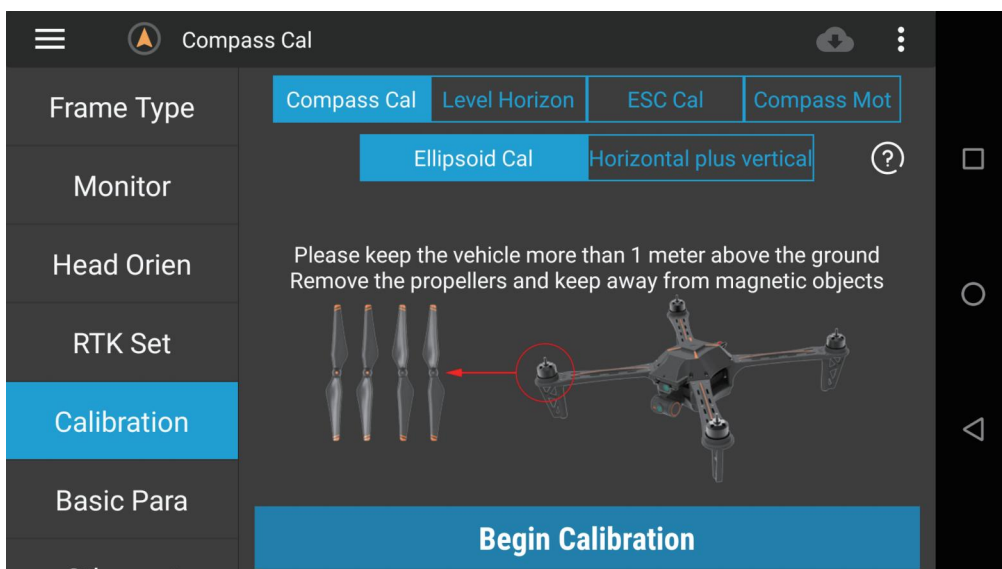 Compass Cal
Frame Type
Monitor
Head Orien
RTK Set
Calibration
Basic Para
Compass Cal
Level Horizon
ESC Cal
Compass Mot
Ellipsoid Cal
Horizontal plus vertical
Please keep the vehicle more than 1 meter above the ground
Remove the propellers and keep away from magnetic objects
Begin Calibration